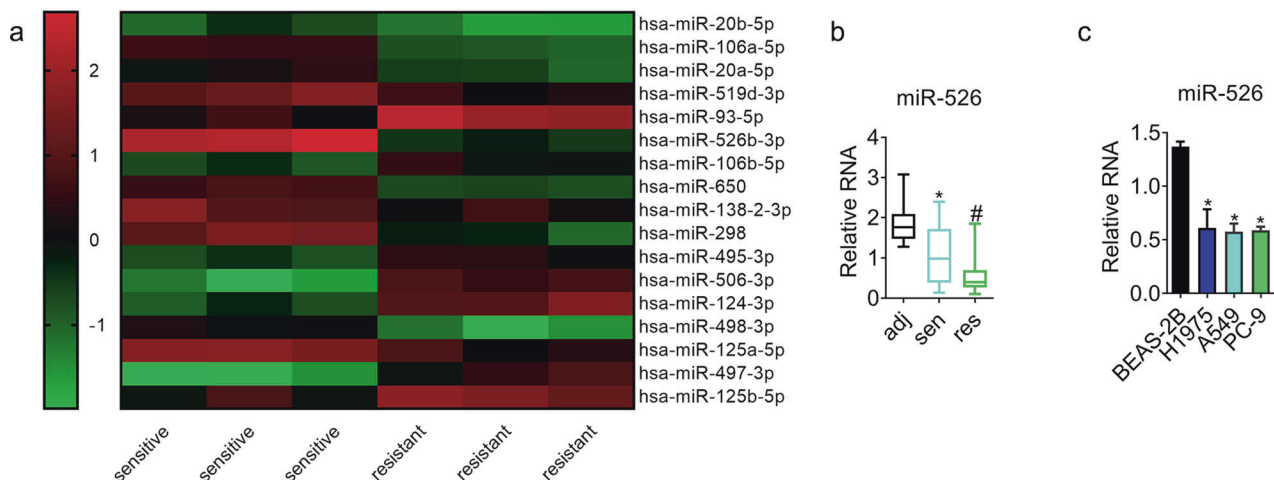 a
2
1
0
-1
hsa-miR-20b-5p
hsa-miR-106a-5p
hsa-miR-20a-5p
hsa-miR-519d-3p
hsa-miR-93-5p
hsa-miR-526b-3p
hsa-miR-106b-5p
hsa-miR-650
hsa-miR-138-2-3p
hsa-miR-298
hsa-miR-495-3p
hsa-miR-506-3p
hsa-miR-124-3p
hsa-miR-498-3p
hsa-miR-125a-5p
hsa-miR-497-3p
hsa-miR-125b-5p
sensitive
sensitive
sensitive
resistant
resistant
resistant
b
miR-526
Relative RNA
4
3
2
1
0
*
#
adj
sen
res
c
miR-526
Relative RNA
1.5
1.0
0.5
0.0
*
*
*
BEAS-2B
H1975
A549
PC-9